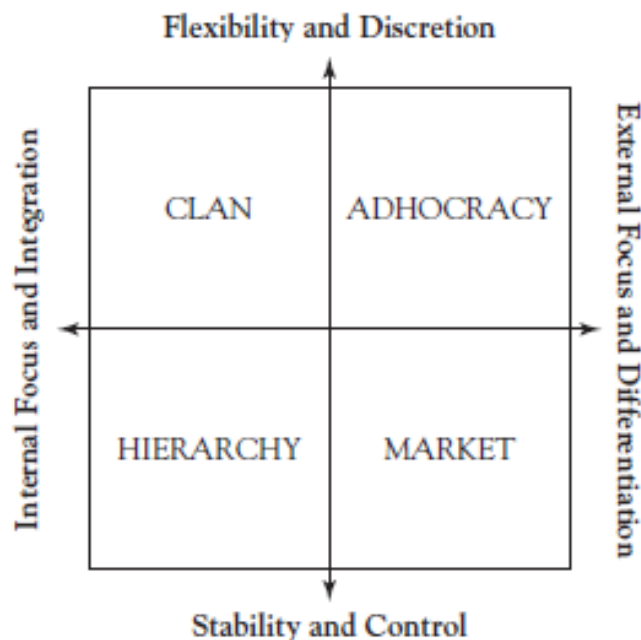 Flexibility and Discretion
Internal Focus and Integration
External Focus and Differentiation
CLAN
ADHOCRACY
HIERARCHY
MARKET
Stability and Control